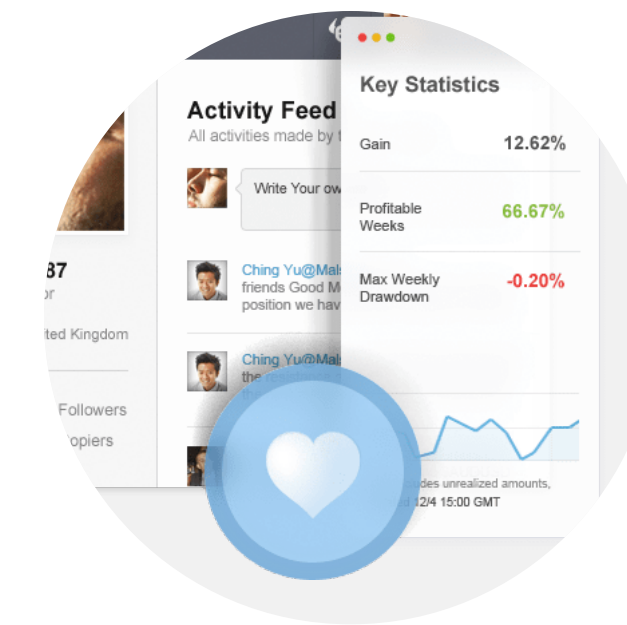 87
or
ited Kingdom
Followers
opiers
Activity Feed
All activities made by
Write Your ow
Ching Yu@Mals
friends Good M
position we hav
Ching Yu@Mals
the
Key Statistics
Gain 12.62%
Profitable
Weeks
66.67%
Max Weekly
Drawdown
-0.20%
des unrealized amounts,
12/4 15:00 GMT